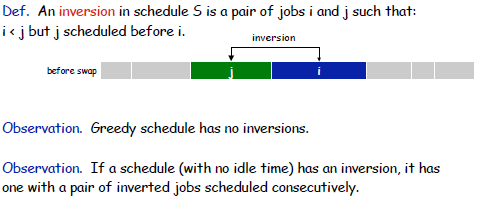 Def. An inversion in schedule S is a pair of jobs i and j such that:
i < j but j scheduled before i.
inversion
before swap
j
i
Observation. Greedy schedule has no inversions.
Observation. If a schedule (with no idle time) has an inversion, it has
one with a pair of inverted jobs scheduled consecutively.